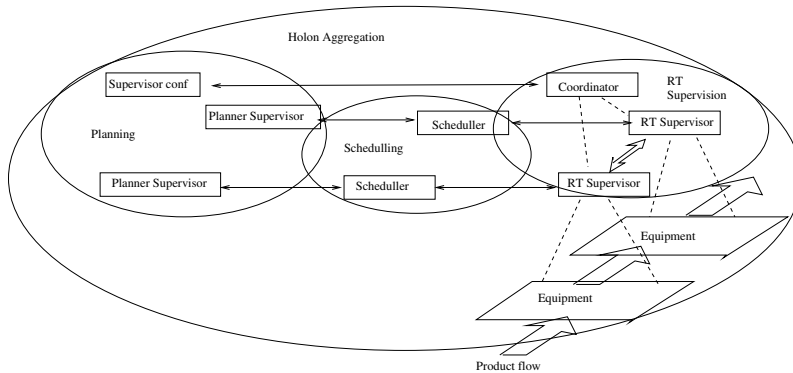 Holon Aggregation
Supervisor conf
Coordinator
RT
Supervision
Planner Supervisor
Scheduller
RT Supervisor
Planning
Schedulling
Planner Supervisor
Scheduller
RT Supervisor
Equipment
Equipment
Product flow